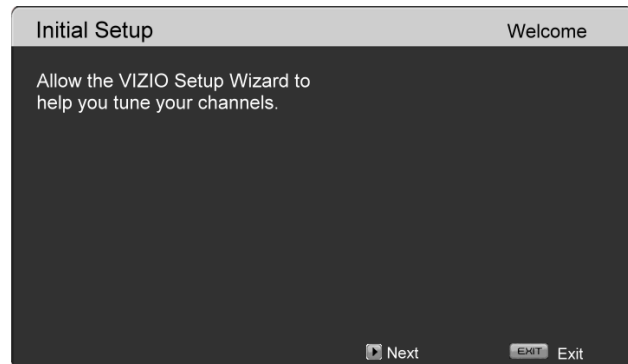 Initial Setup Welcome
Allow the VIZIO Setup Wizard to
help you tune your channels.
Next EXIT Exit